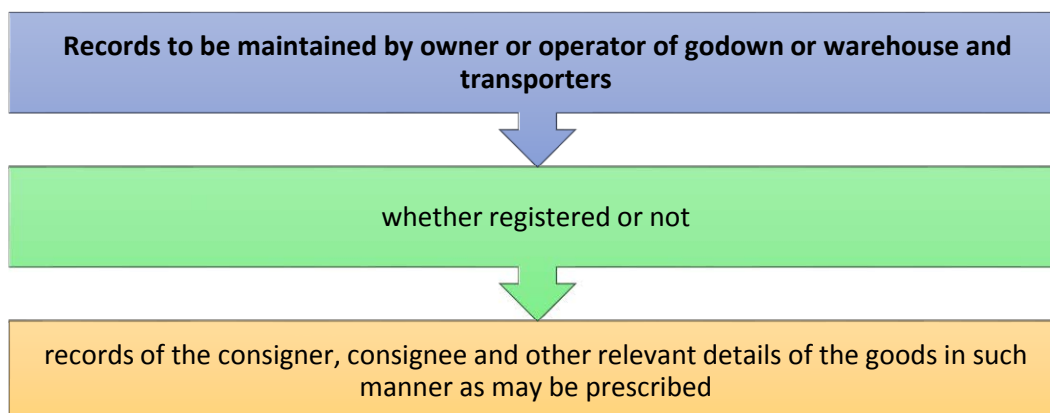 Records to be maintained by owner or operator of godown or warehouse and
transporters
whether registered or not
records of the consigner, consignee and other relevant details of the goods in such
manner as may be prescribed